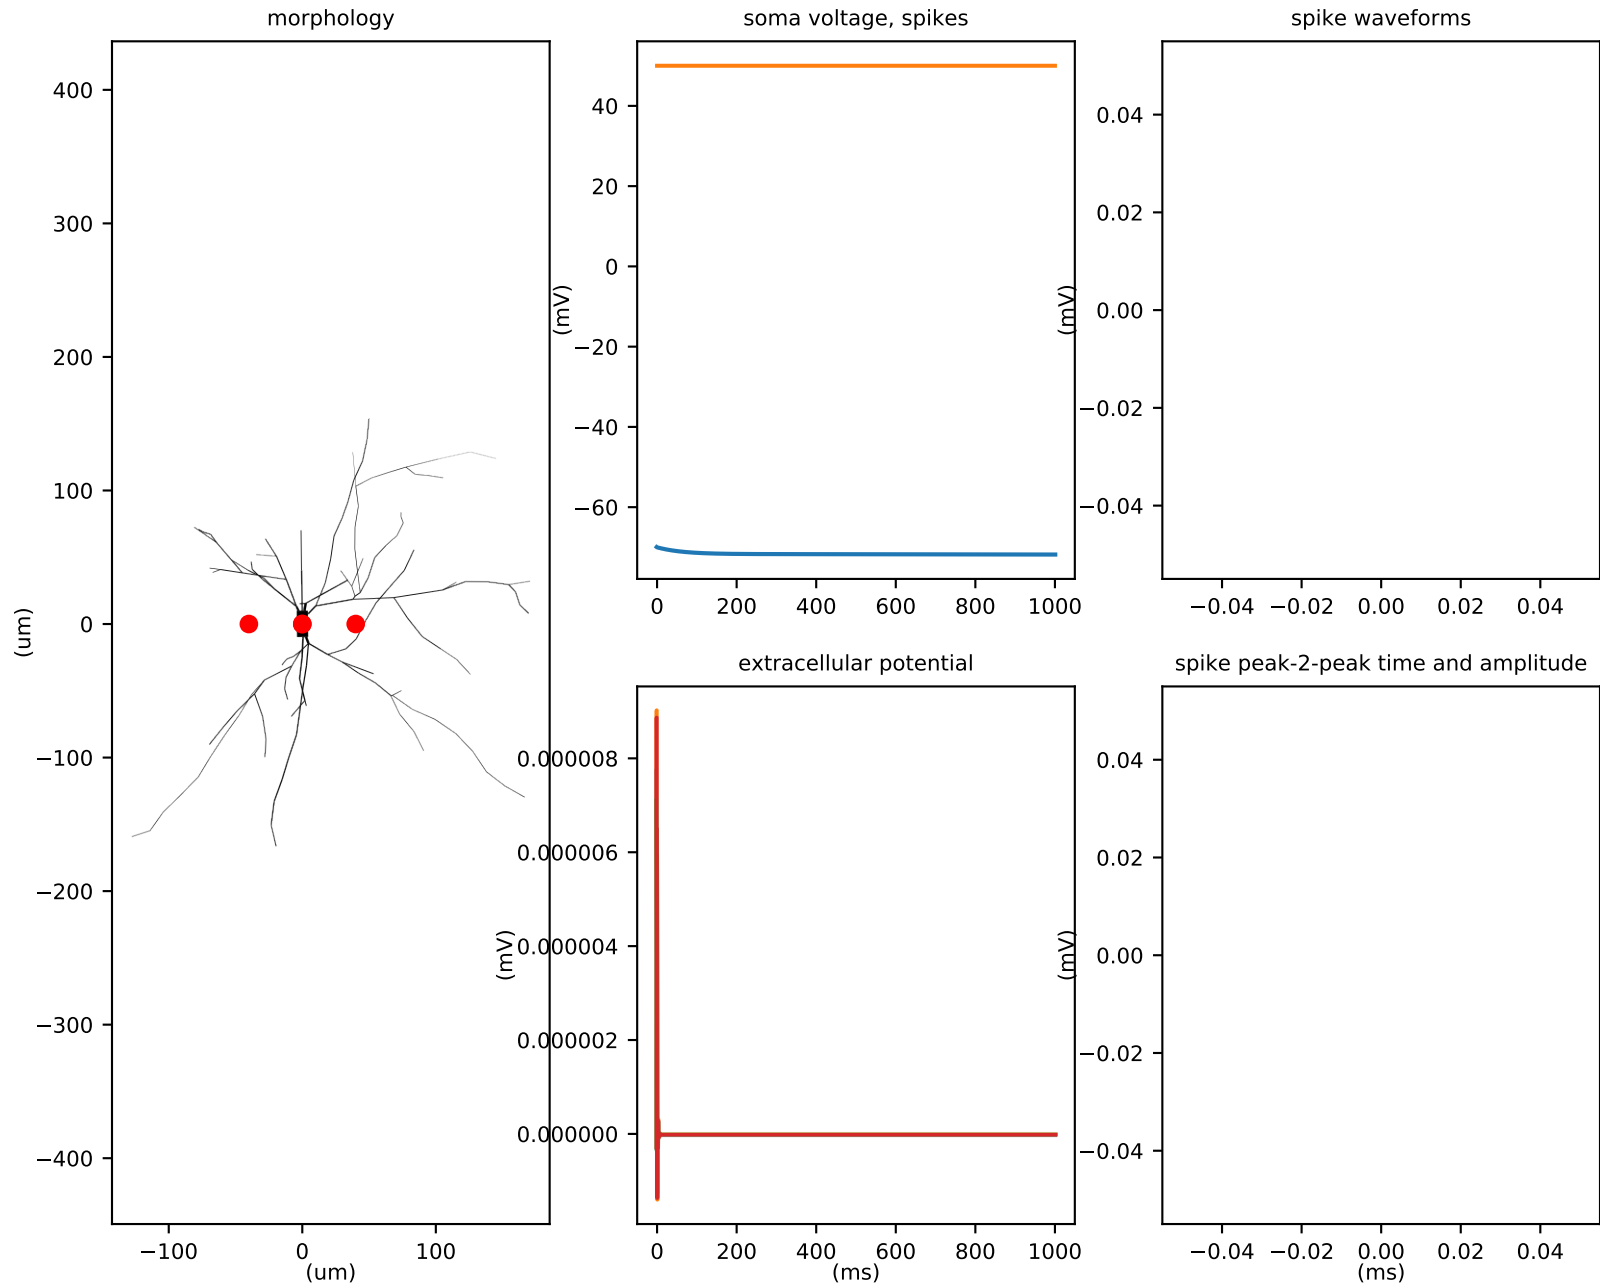 morphology
400
300
200
100
0
−100
−200
−300
−400
(um)
−100 0 100
(um)
soma voltage, spikes
40
20
0
−20
−40
−60
(mV)
0 200 400 600 800 1000
spike waveforms
0.04
0.02
0.00
−0.02
−0.04
(mV)
−0.04 −0.02 0.00 0.02 0.04
extracellular potential
0.000008
0.000006
0.000004
0.000002
0.000000
(mV)
0 200 400 600 800 1000
(ms)
spike peak-2-peak time and amplitude
0.04
0.02
0.00
−0.02
−0.04
(mV)
−0.04 −0.02 0.00 0.02 0.04
(ms)